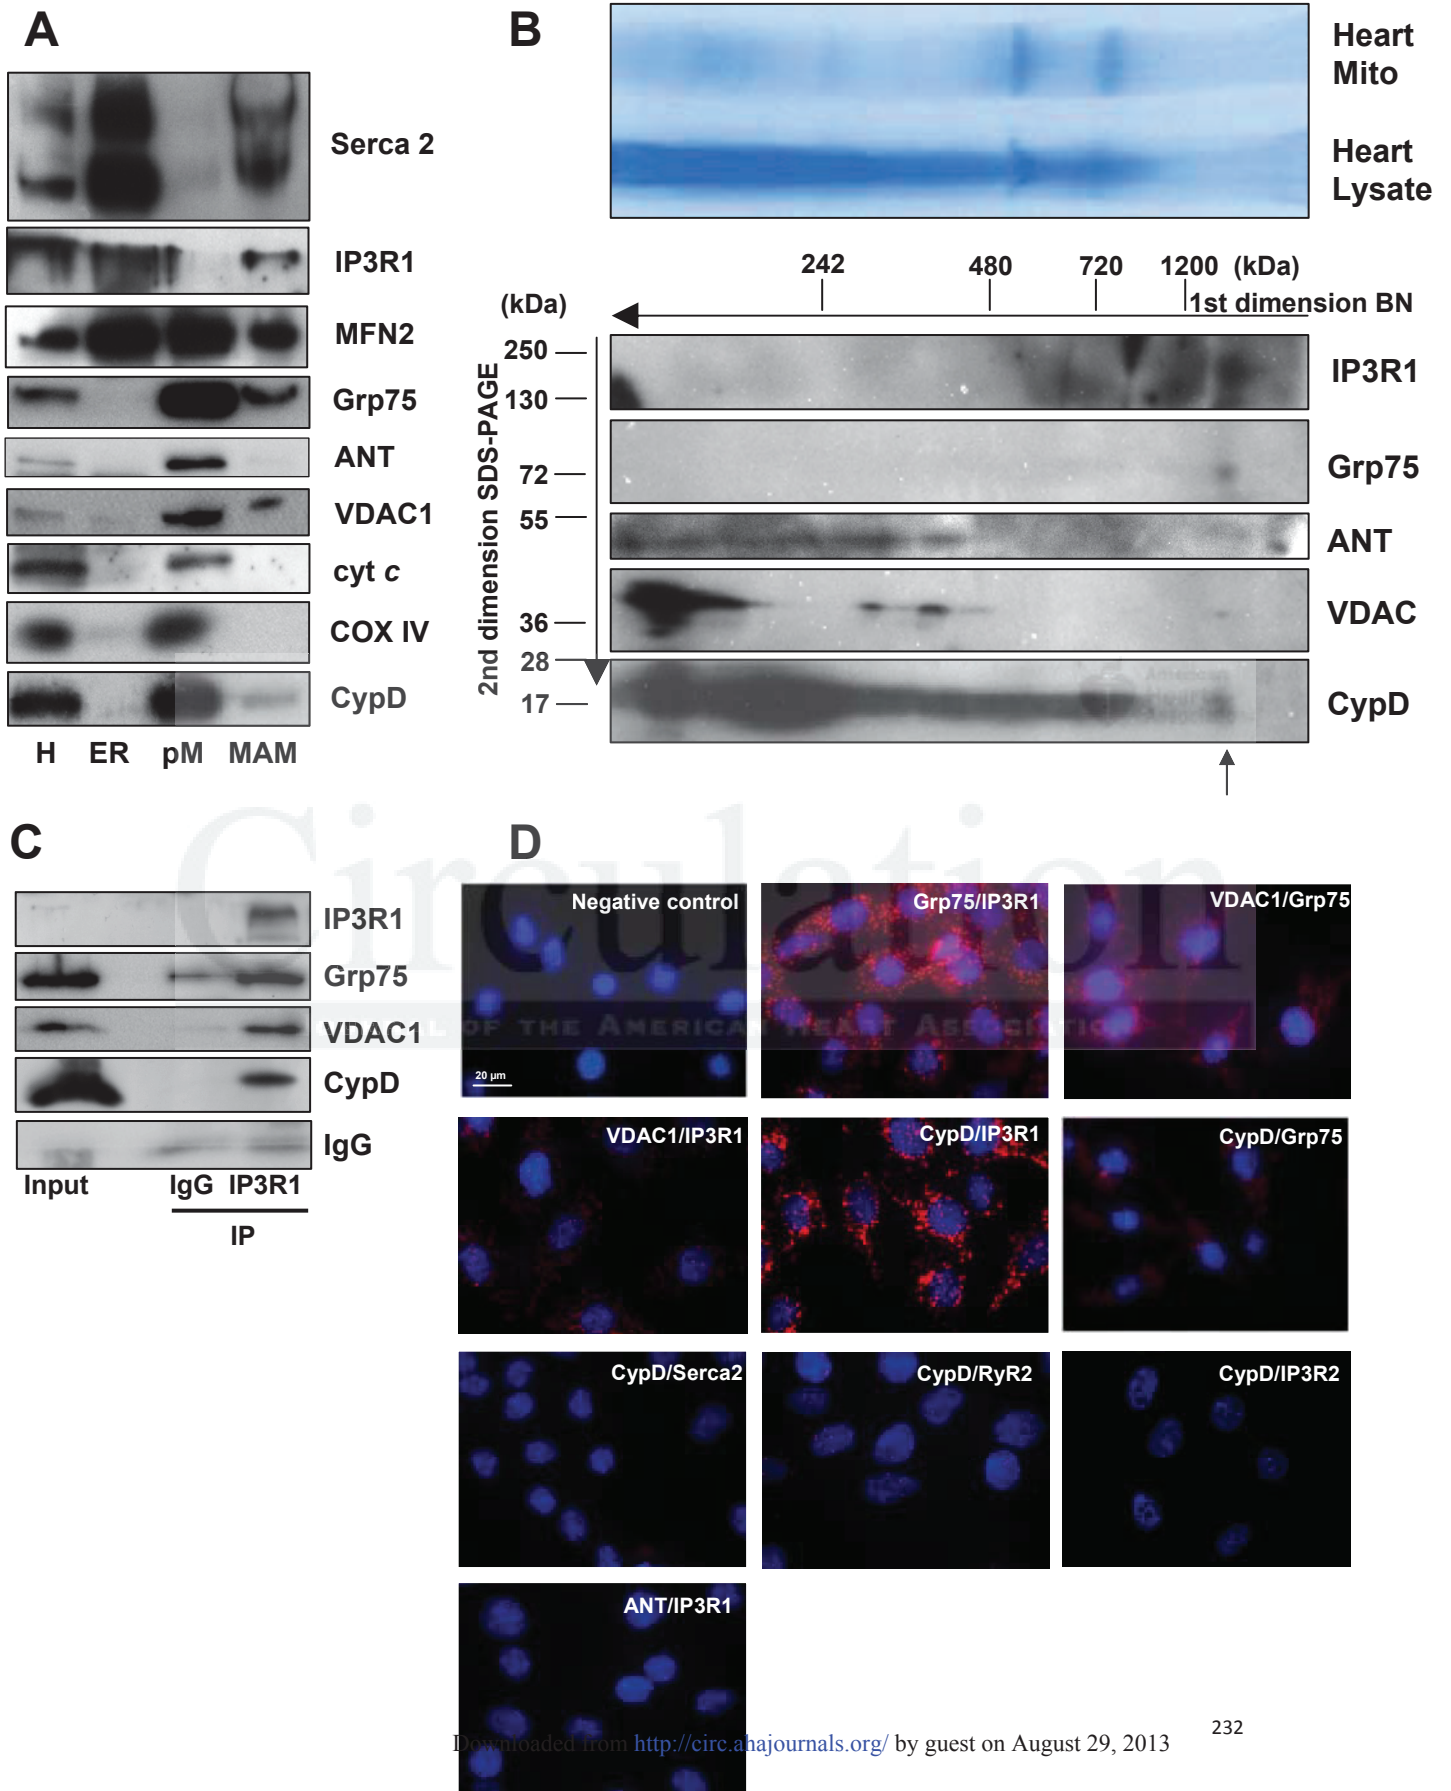 A
Serca 2
IP3R1
MFN2
Grp75
ANT
VDAC1
cyt c
COX IV
CypD
H ER pM MAM
B
Heart
Mito
Heart
Lysate
242 480 720 1200 (kDa)
1st dimension BN
(kDa)
250
130
72
55
36
28
17
2nd dimension SDS-PAGE
IP3R1
Grp75
ANT
VDAC
CypD
American
Heart
Association
C
IP3R1
Grp75
VDAC1
CypD
IgG
Input IgG IP3R1
IP
D
Negative control
20 µm
Grp75/IP3R1
VDAC1/Grp75
VDAC1/IP3R1
CypD/IP3R1
CypD/Grp75
CypD/Serca2
CypD/RyR2
CypD/IP3R2
ANT/IP3R1
Circulation
JOURNAL OF THE AMERICAN HEART ASSOCIATION
Downloaded from http://circ.ahajournals.org/ by guest on August 29, 2013
232